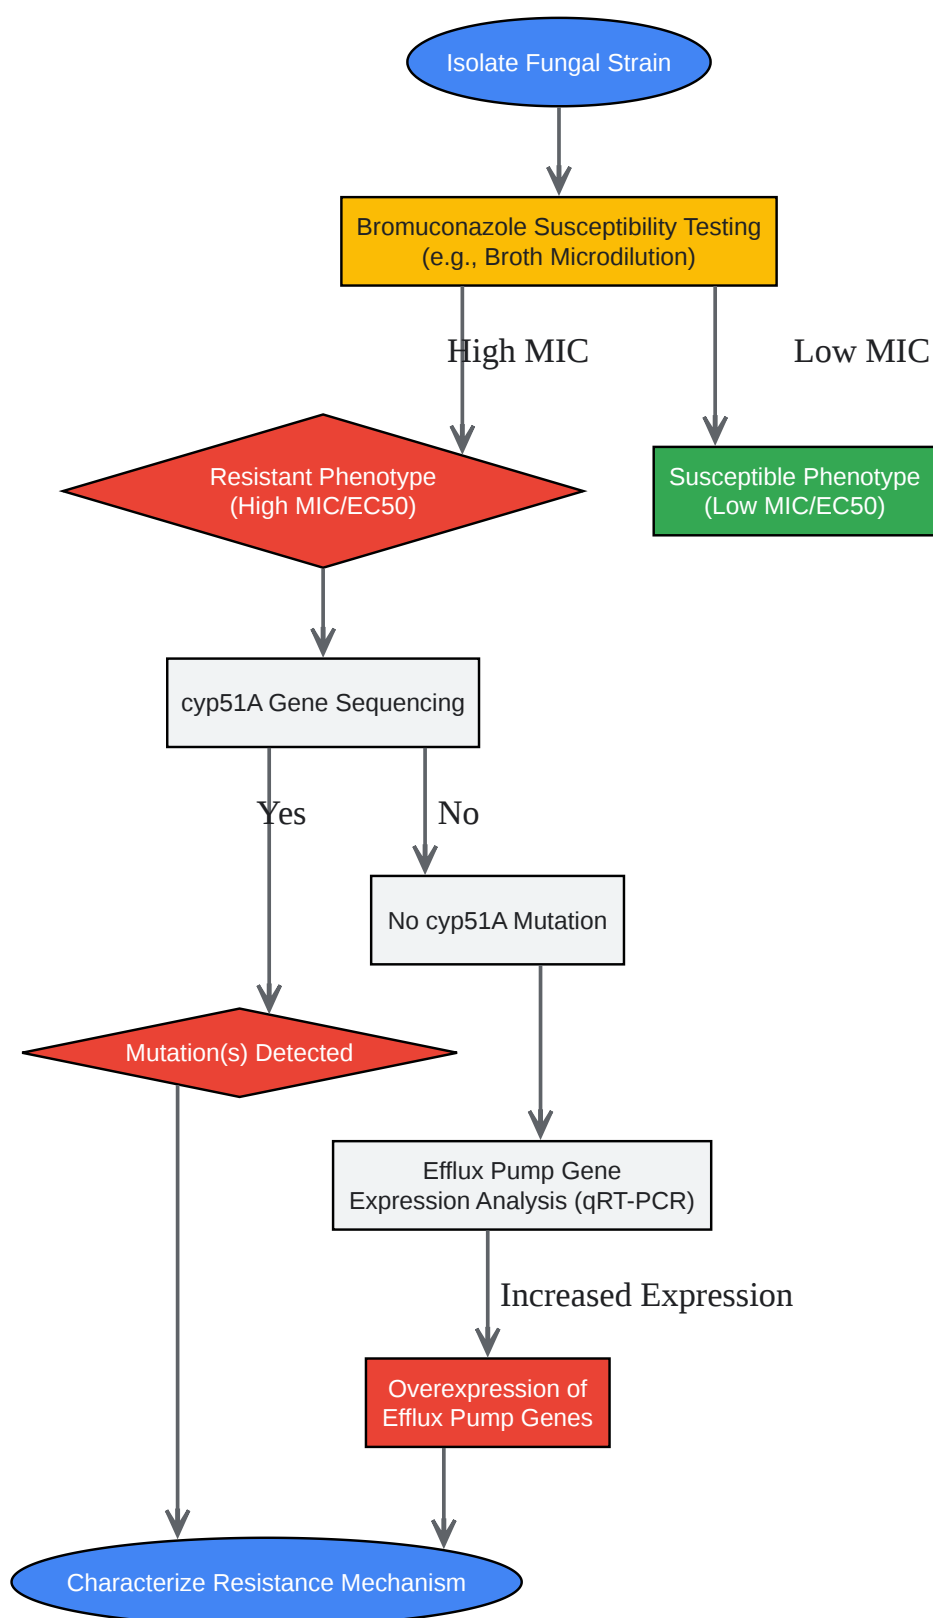 Isolate Fungal Strain
Bromuconazole Susceptibility Testing
(e.g., Broth Microdilution)
High MIC
Low MIC
Resistant Phenotype
(High MIC/EC50)
Susceptible Phenotype
(Low MIC/EC50)
cyp51A Gene Sequencing
Yes
No
No cyp51A Mutation
Mutation(s) Detected
Efflux Pump Gene
Expression Analysis (qRT-PCR)
Increased Expression
Overexpression of
Efflux Pump Genes
Characterize Resistance Mechanism